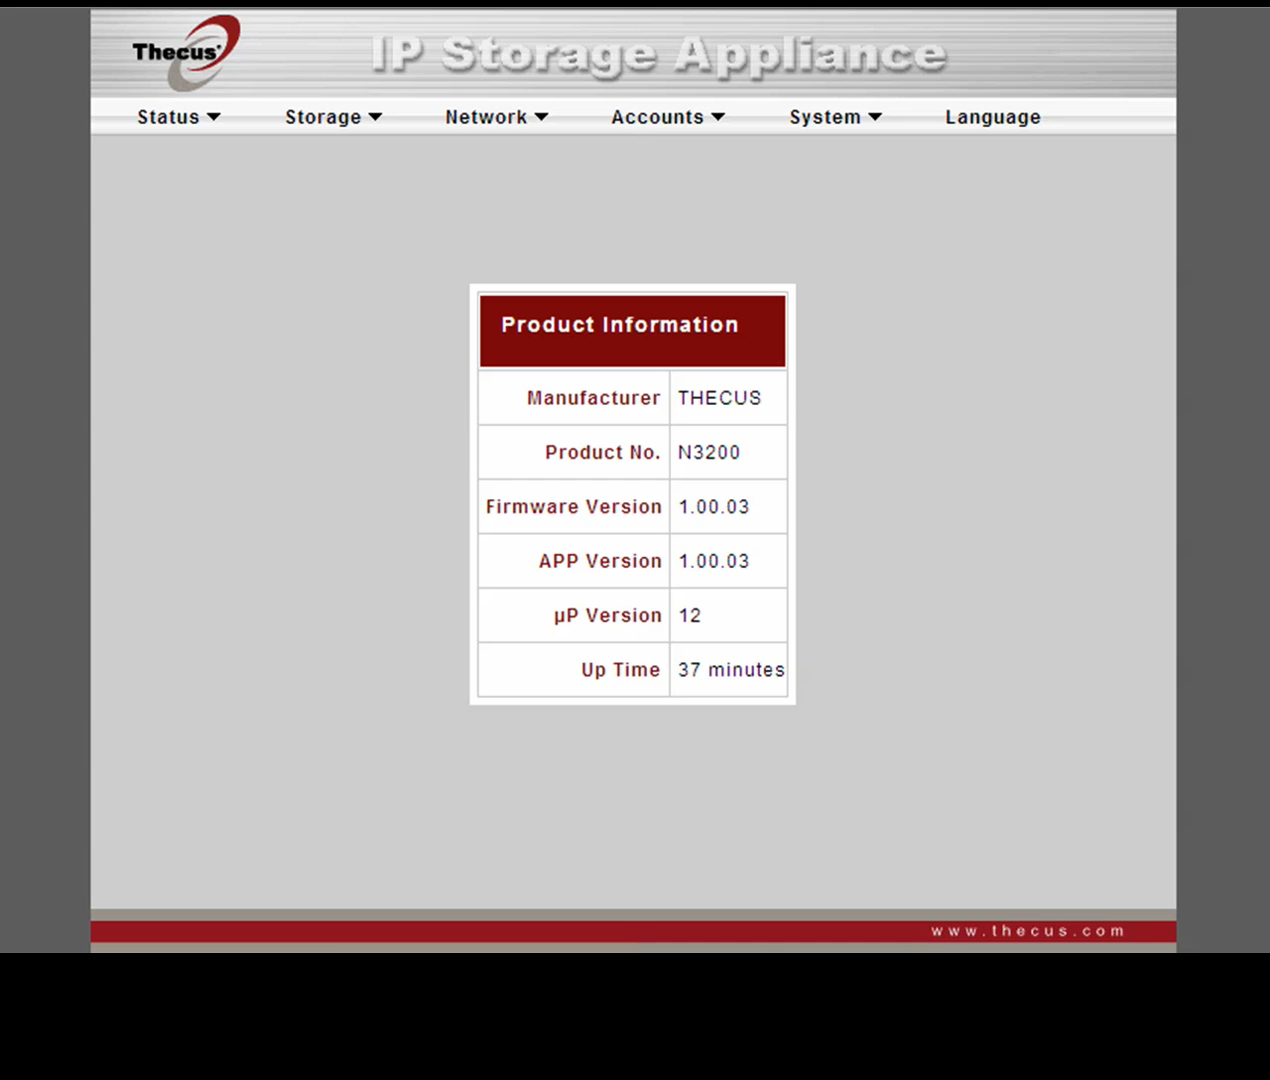 Thecus®
IP Storage Appliance
Status Storage Network Accounts System Language
Product Information
Manufacturer THECUS
Product No. N3200
Firmware Version 1.00.03
APP Version 1.00.03
µP Version 12
Up Time 37 minutes
www.thecus.com